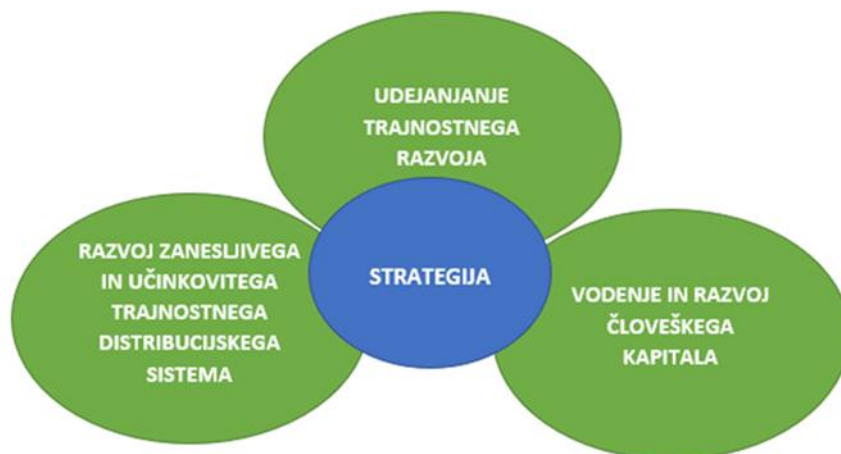 UDEJANJANJE
TRAJNOSTNEGA
RAZVOJA
RAZVOJ ZANESLJIVEGA
IN UČINKOVITEGA
TRAJNOSTNEGA
DISTRIBUCIJSKEGA
SISTEMA
STRATEGIJA
VODENJE IN RAZVOJ
ČLOVEŠKEGA
KAPITALA